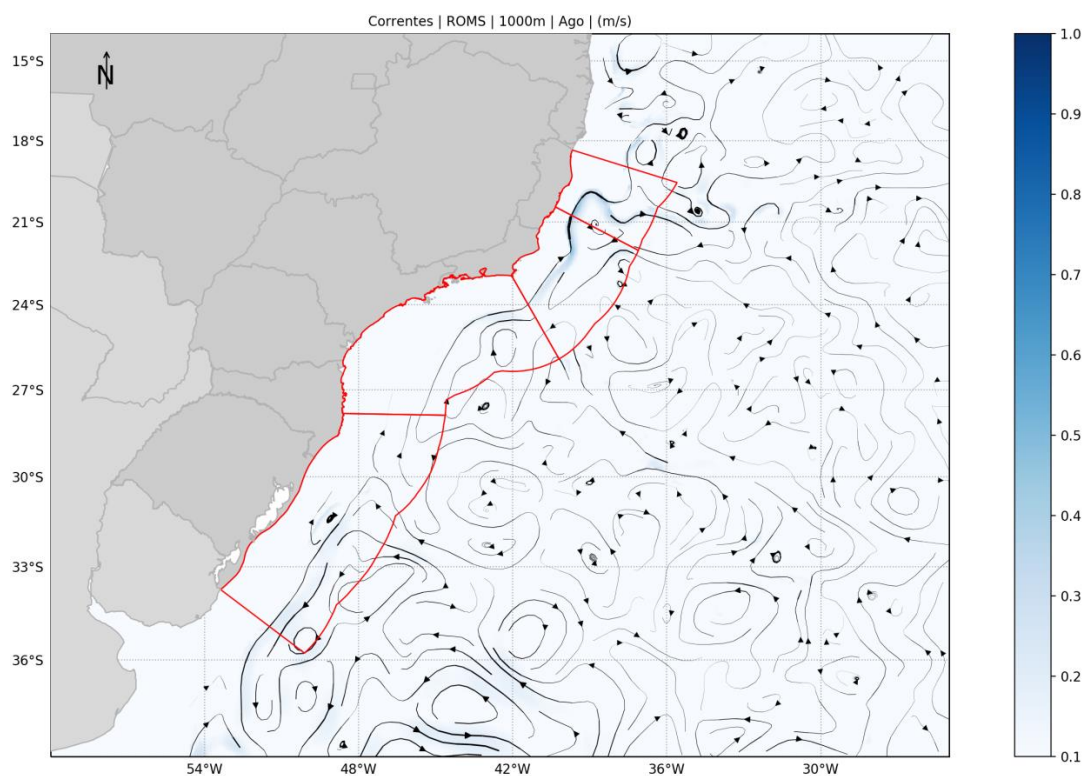 Correntes | ROMS | 1000m | Ago | (m/s)
N
15°S
18°S
21°S
24°S
27°S
30°S
33°S
36°S
54°W
48°W
42°W
36°W
30°W
1.0
0.9
0.8
0.7
0.6
0.5
0.4
0.3
0.2
0.1